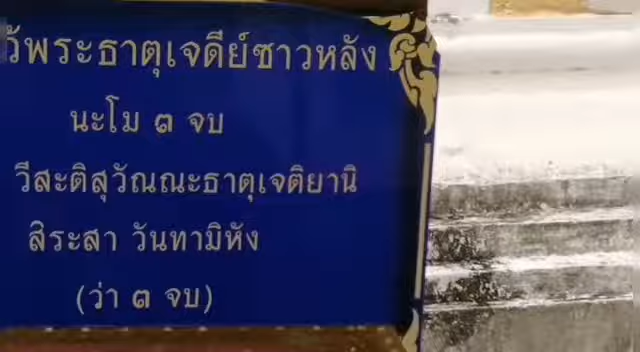 ว้พระธาตุเจดีย์ซาวหลัง
นะโม ๓ จบ
วีสะติสุวัณณะธาตุเจติยานิ
สิระสา วันทามิหัง
(ว่า ๓ จบ)